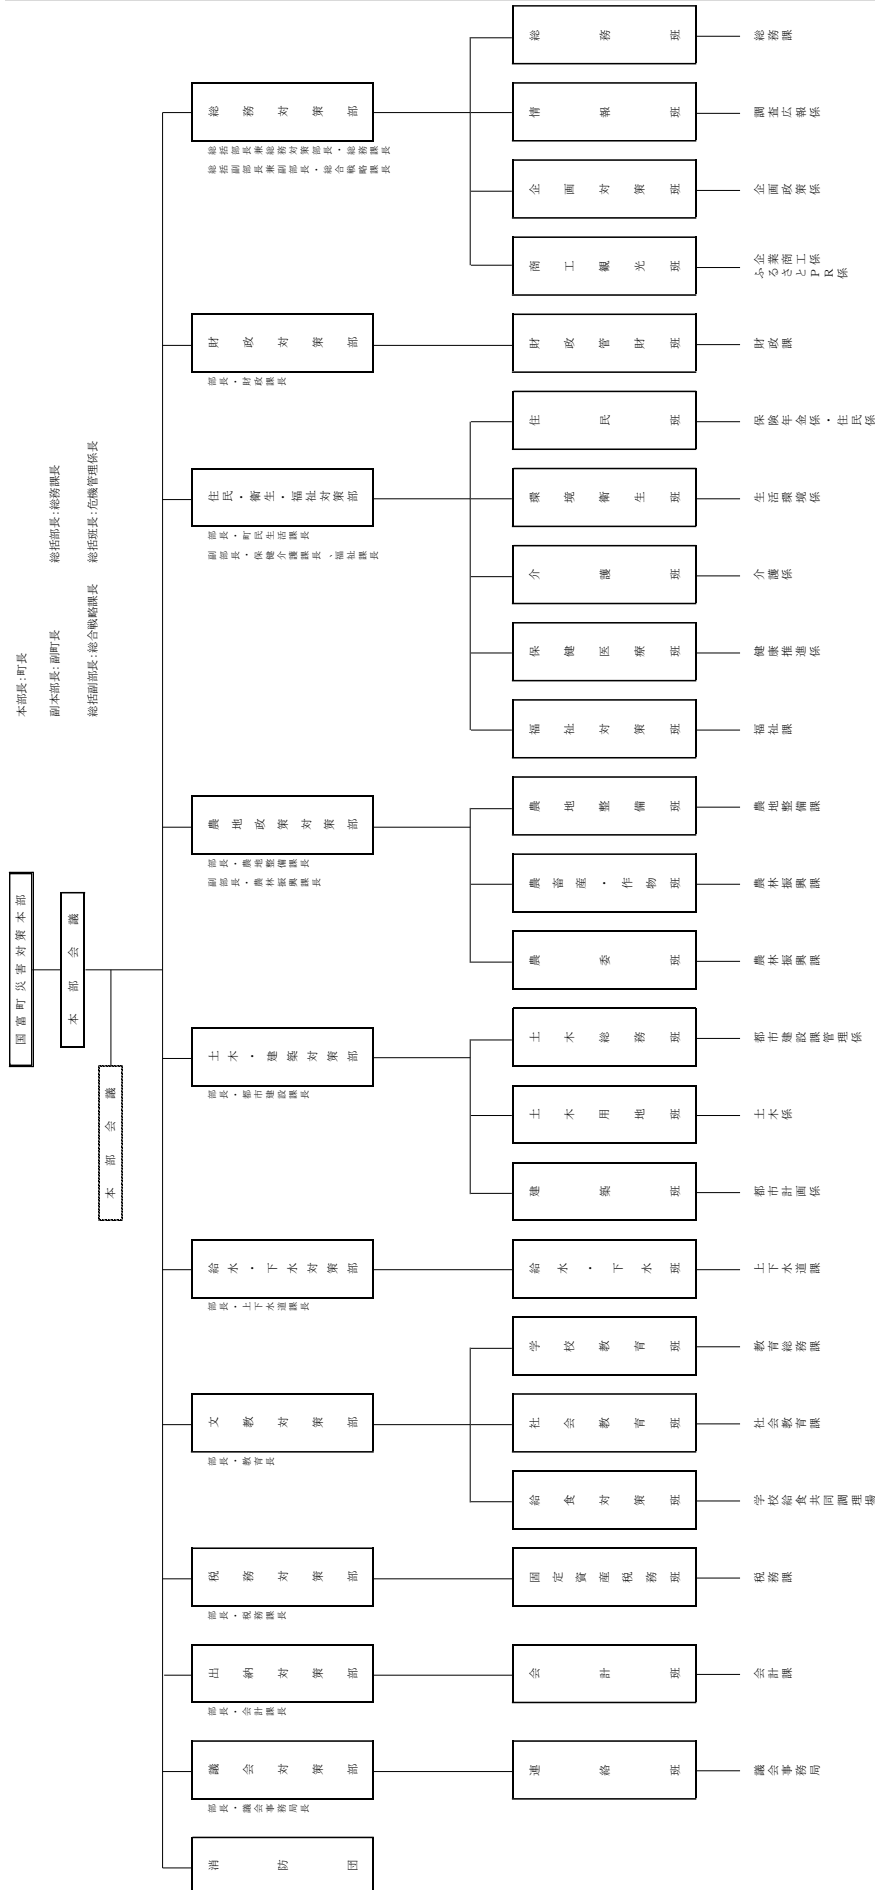 国富町災害対策本部
本部会議
本部会議
本部長：町長
副本部長：副町長
総括部長：総務課長
総括副部長：総合戦略課長
総括班長：危機管理係長
総務対策部
総括部長兼総務対策部長・総務課長
総括副部長兼副部長・総合戦略課長
総務班
総務課
情報班
調査広報係
企画対策班
企画政策係
商工観光班
企業商工係
ふるさとPR係
財政対策部
部長・財政課長
財政管財班
財政課
住民・衛生・福祉対策部
部長・町民生活課長
副部長・保健介護課長、福祉課長
住民班
保険年金係・住民係
環境衛生班
生活環境係
介護班
介護係
保健医療班
健康推進係
福祉対策班
福祉課
農地政策対策部
部長・農地整備課長
副部長・農林振興課長
農地整備班
農地整備課
農畜産・作物班
農林振興課
農委班
農林振興課
土木・建築対策部
部長・都市建設課長
土木総務班
都市建設課管理係
土木用地班
土木係
建築班
都市計画係
給水・下水対策部
部長・上下水道課長
給水・下水班
上下水道課
文教対策部
部長・教育長
学校教育班
教育総務課
社会教育班
社会教育課
給食対策班
学校給食共同調理場
税務対策部
部長・税務課長
固定資産税務班
税務課
出納対策部
部長・会計課長
会計班
会計課
議会対策部
部長・議会事務局長
連絡班
議会事務局
消防団